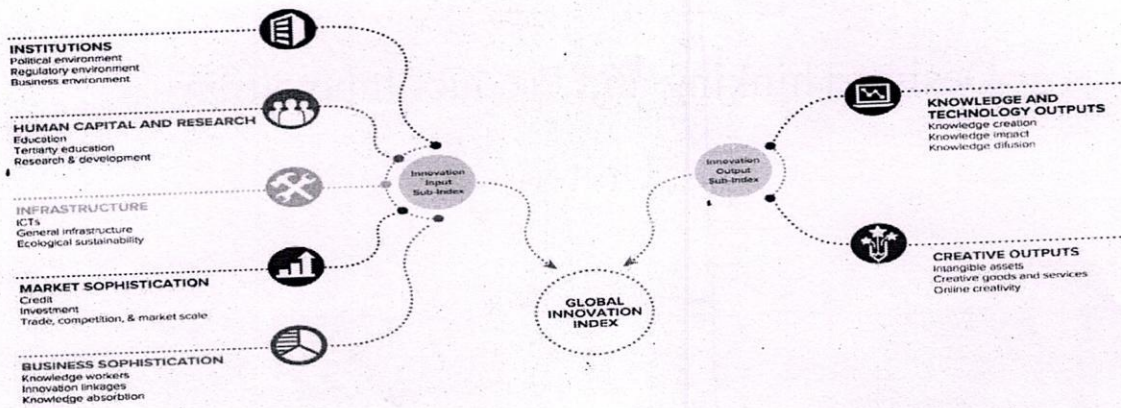 INSTITUTIONS
Political environment
Regulatory environment
Business environment
HUMAN CAPITAL AND RESEARCH
Education
Tertiary education
Research & development
INFRASTRUCTURE
ICTs
General infrastructure
Ecological sustainability
MARKET SOPHISTICATION
Credit
Investment
Trade, competition, & market scale
BUSINESS SOPHISTICATION
Knowledge workers
Innovation linkages
Knowledge absorbtion
Innovation
Input
Sub-Index
GLOBAL
INNOVATION
INDEX
Innovation
Output
Sub-Index
KNOWLEDGE AND
TECHNOLOGY OUTPUTS
Knowledge creation
Knowledge impact
Knowledge difusion
CREATIVE OUTPUTS
Intangible assets
Creative goods and services
Online creativity